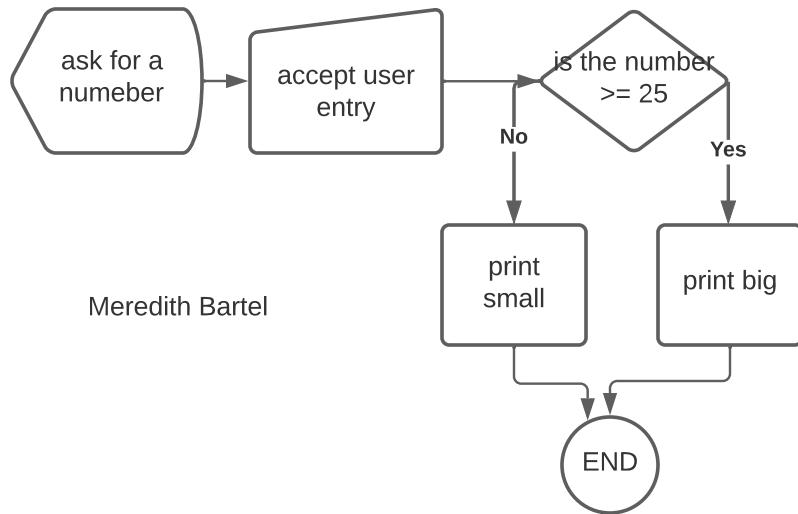 ask for a
numeber
accept user
entry
is the number
>= 25
No
Yes
print
small
print big
Meredith Bartel
END